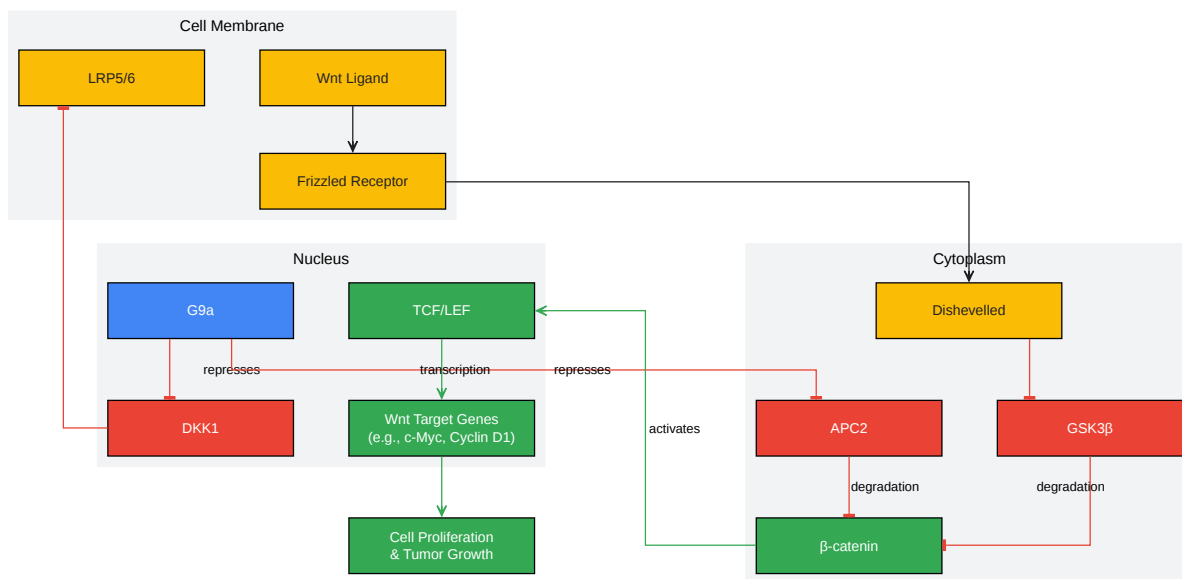 Cell Membrane
LRP5/6
Wnt Ligand
Frizzled Receptor
Nucleus
Cytoplasm
G9a
TCF/LEF
Dishevelled
represses
transcription
represses
DKK1
Wnt Target Genes
(e.g., c-Myc, Cyclin D1)
activates
APC2
GSK3β
degradation
degradation
Cell Proliferation
& Tumor Growth
β-catenin